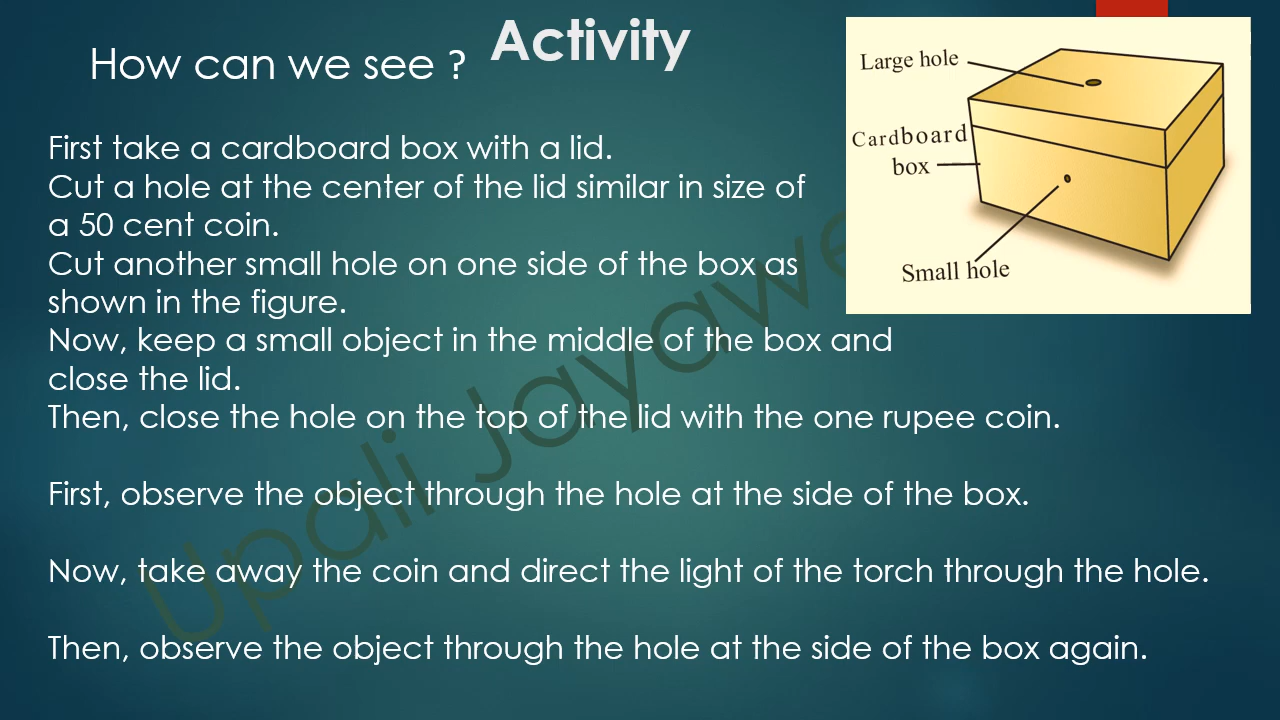 Activity
How can we see ?
First take a cardboard box with a lid.
Cut a hole at the center of the lid similar in size of
a 50 cent coin.
Cut another small hole on one side of the box as
shown in the figure.
Now, keep a small object in the middle of the box and
close the lid.
Then, close the hole on the top of the lid with the one rupee coin.
First, observe the object through the hole at the side of the box.
Now, take away the coin and direct the light of the torch through the hole.
Then, observe the object through the hole at the side of the box again.
Large hole
Cardboard
box
Small hole
Upali Jayawe